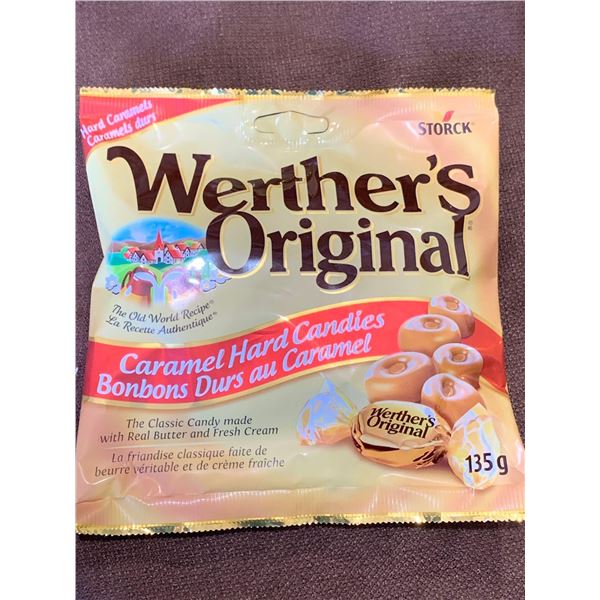 Hard Caramels
Caramels durs
STORCK
Werther's
Original®
The Old World Recipe®
La Recette Authentique®
Caramel Hard Candies
Bonbons Durs au Caramel
The Classic Candy made
with Real Butter and Fresh Cream
La friandise classique faite de
beurre véritable et de crème fraîche
Werther's
Original
135 g